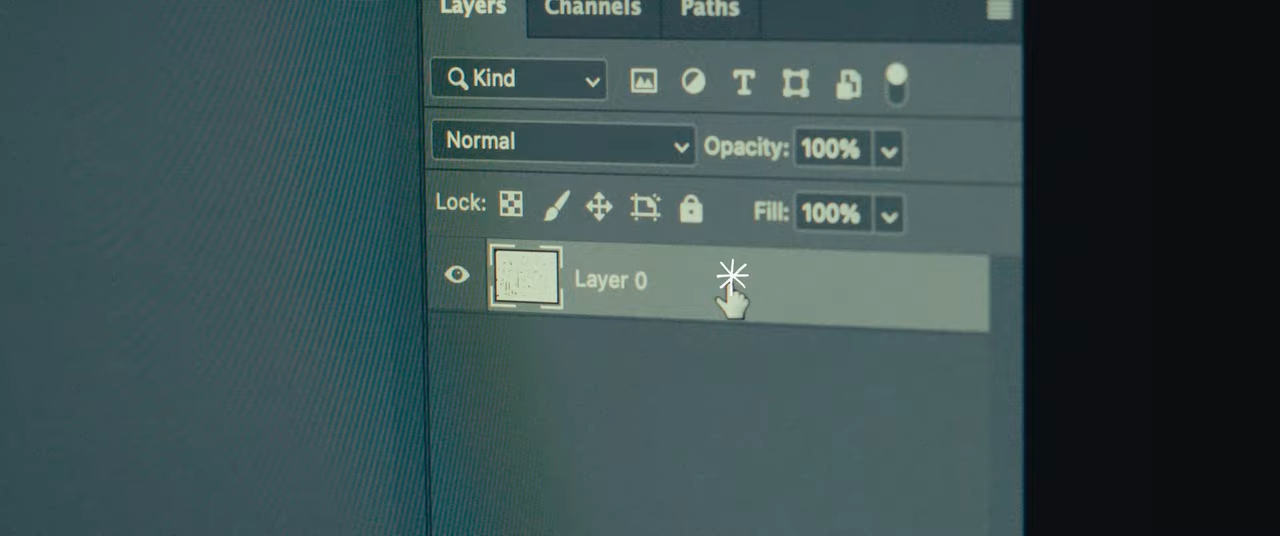 Layers Channels Paths
Kind
Normal Opacity: 100%
Lock: Fill: 100%
Layer 0